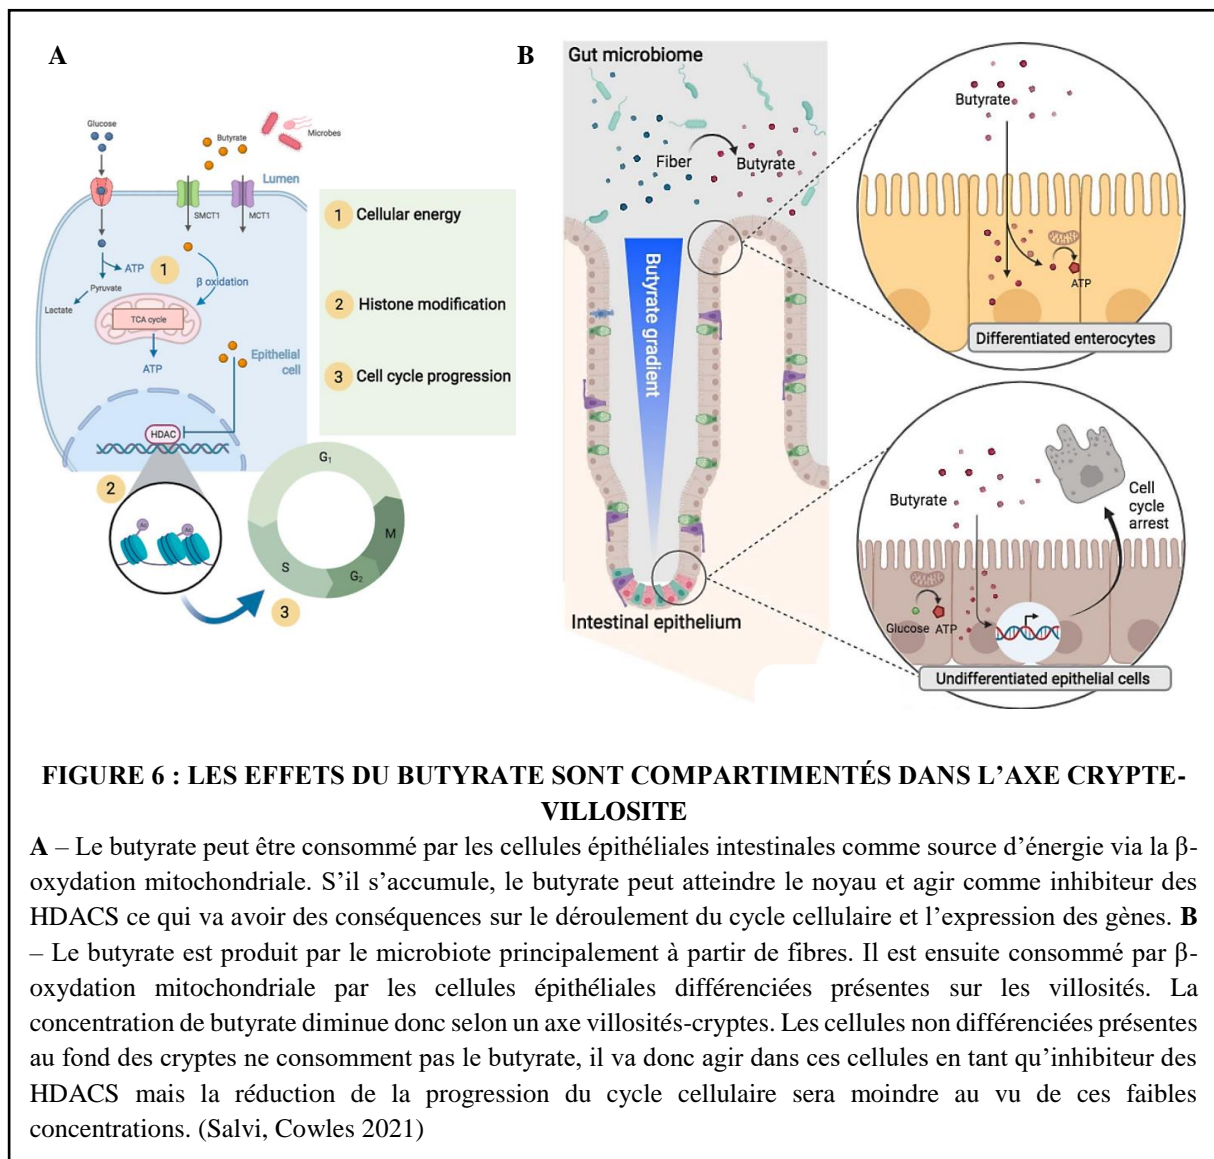 A
Glucose
Butyrate
Microbes
Lumen
SMCT1
MCT1
ATP
1
β oxidation
Pyruvate
Lactate
TCA cycle
ATP
Epithelial
cell
HDAC
2
Ac
Ac
3
G₁
M
G₂
S
1 Cellular energy
2 Histone modification
3 Cell cycle progression
B
Gut microbiome
Fiber
Butyrate
Butyrate gradient
Intestinal epithelium
Butyrate
ATP
Differentiated enterocytes
Butyrate
Cell
cycle
arrest
Glucose
ATP
Undifferentiated epithelial cells
FIGURE 6 : LES EFFETS DU BUTYRATE SONT COMPARTIMENTÉS DANS L’AXE CRYPTE-
VILLOSITE
A – Le butyrate peut être consommé par les cellules épithéliales intestinales comme source d’énergie via la β-
oxydation mitochondriale. S’il s’accumule, le butyrate peut atteindre le noyau et agir comme inhibiteur des
HDACS ce qui va avoir des conséquences sur le déroulement du cycle cellulaire et l’expression des gènes. B
– Le butyrate est produit par le microbiote principalement à partir de fibres. Il est ensuite consommé par β-
oxydation mitochondriale par les cellules épithéliales différenciées présentes sur les villosités. La
concentration de butyrate diminue donc selon un axe villosités-cryptes. Les cellules non différenciées présentes
au fond des cryptes ne consomment pas le butyrate, il va donc agir dans ces cellules en tant qu’inhibiteur des
HDACS mais la réduction de la progression du cycle cellulaire sera moindre au vu de ces faibles
concentrations. (Salvi, Cowles 2021)